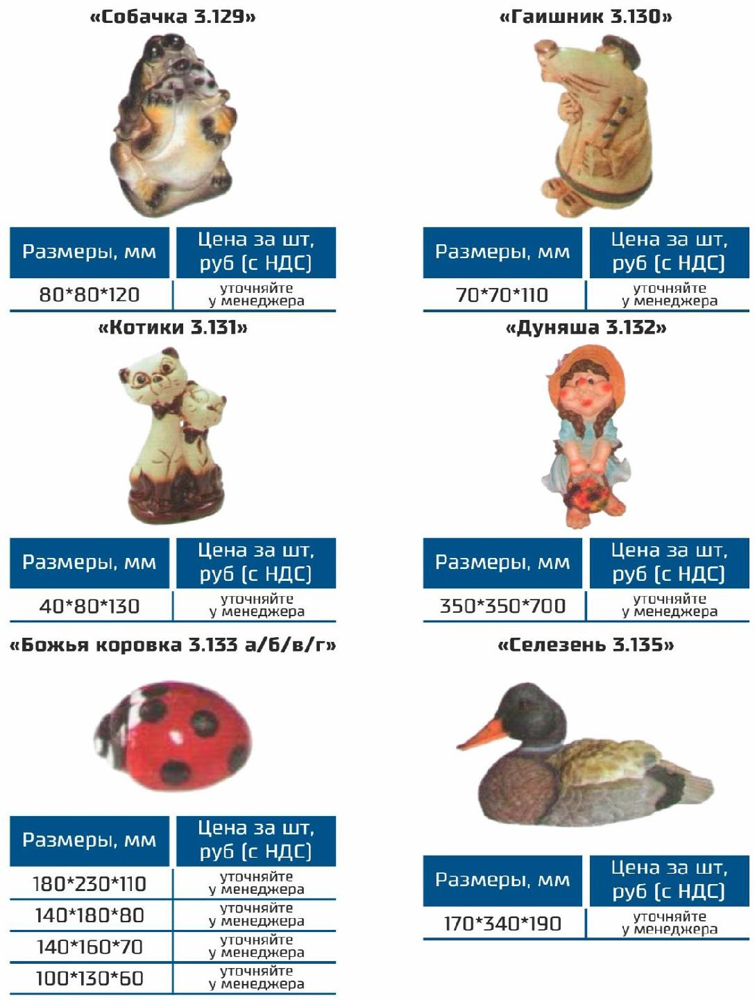 «Собачка 3.129»
Размеры, мм
Цена за шт,
руб (с НДС)
80*80*120
уточняйте
у менеджера
«Гаишник 3.130»
Размеры, мм
Цена за шт,
руб (с НДС)
70*70*110
уточняйте
у менеджера
«Котики 3.131»
Размеры, мм
Цена за шт,
руб (с НДС)
40*80*130
уточняйте
у менеджера
«Дуняша 3.132»
Размеры, мм
Цена за шт,
руб (с НДС)
350*350*700
уточняйте
у менеджера
«Божья коровка 3.133 а/б/в/г»
Размеры, мм
Цена за шт,
руб (с НДС)
180*230*110
уточняйте
у менеджера
140*180*80
уточняйте
у менеджера
140*160*70
уточняйте
у менеджера
100*130*60
уточняйте
у менеджера
«Селезень 3.135»
Размеры, мм
Цена за шт,
руб (с НДС)
170*340*190
уточняйте
у менеджера